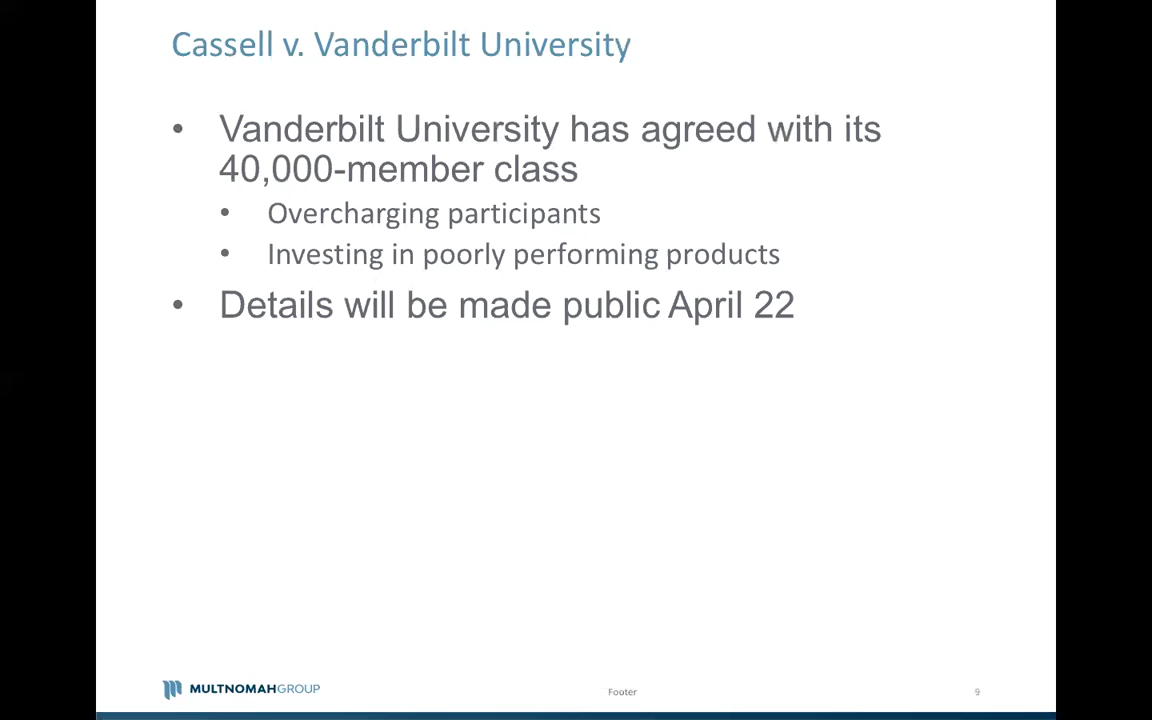 Cassell v. Vanderbilt University
• Vanderbilt University has agreed with its
40,000-member class
• Overcharging participants
• Investing in poorly performing products
• Details will be made public April 22
MULTNOMAHGROUP
Footer
9